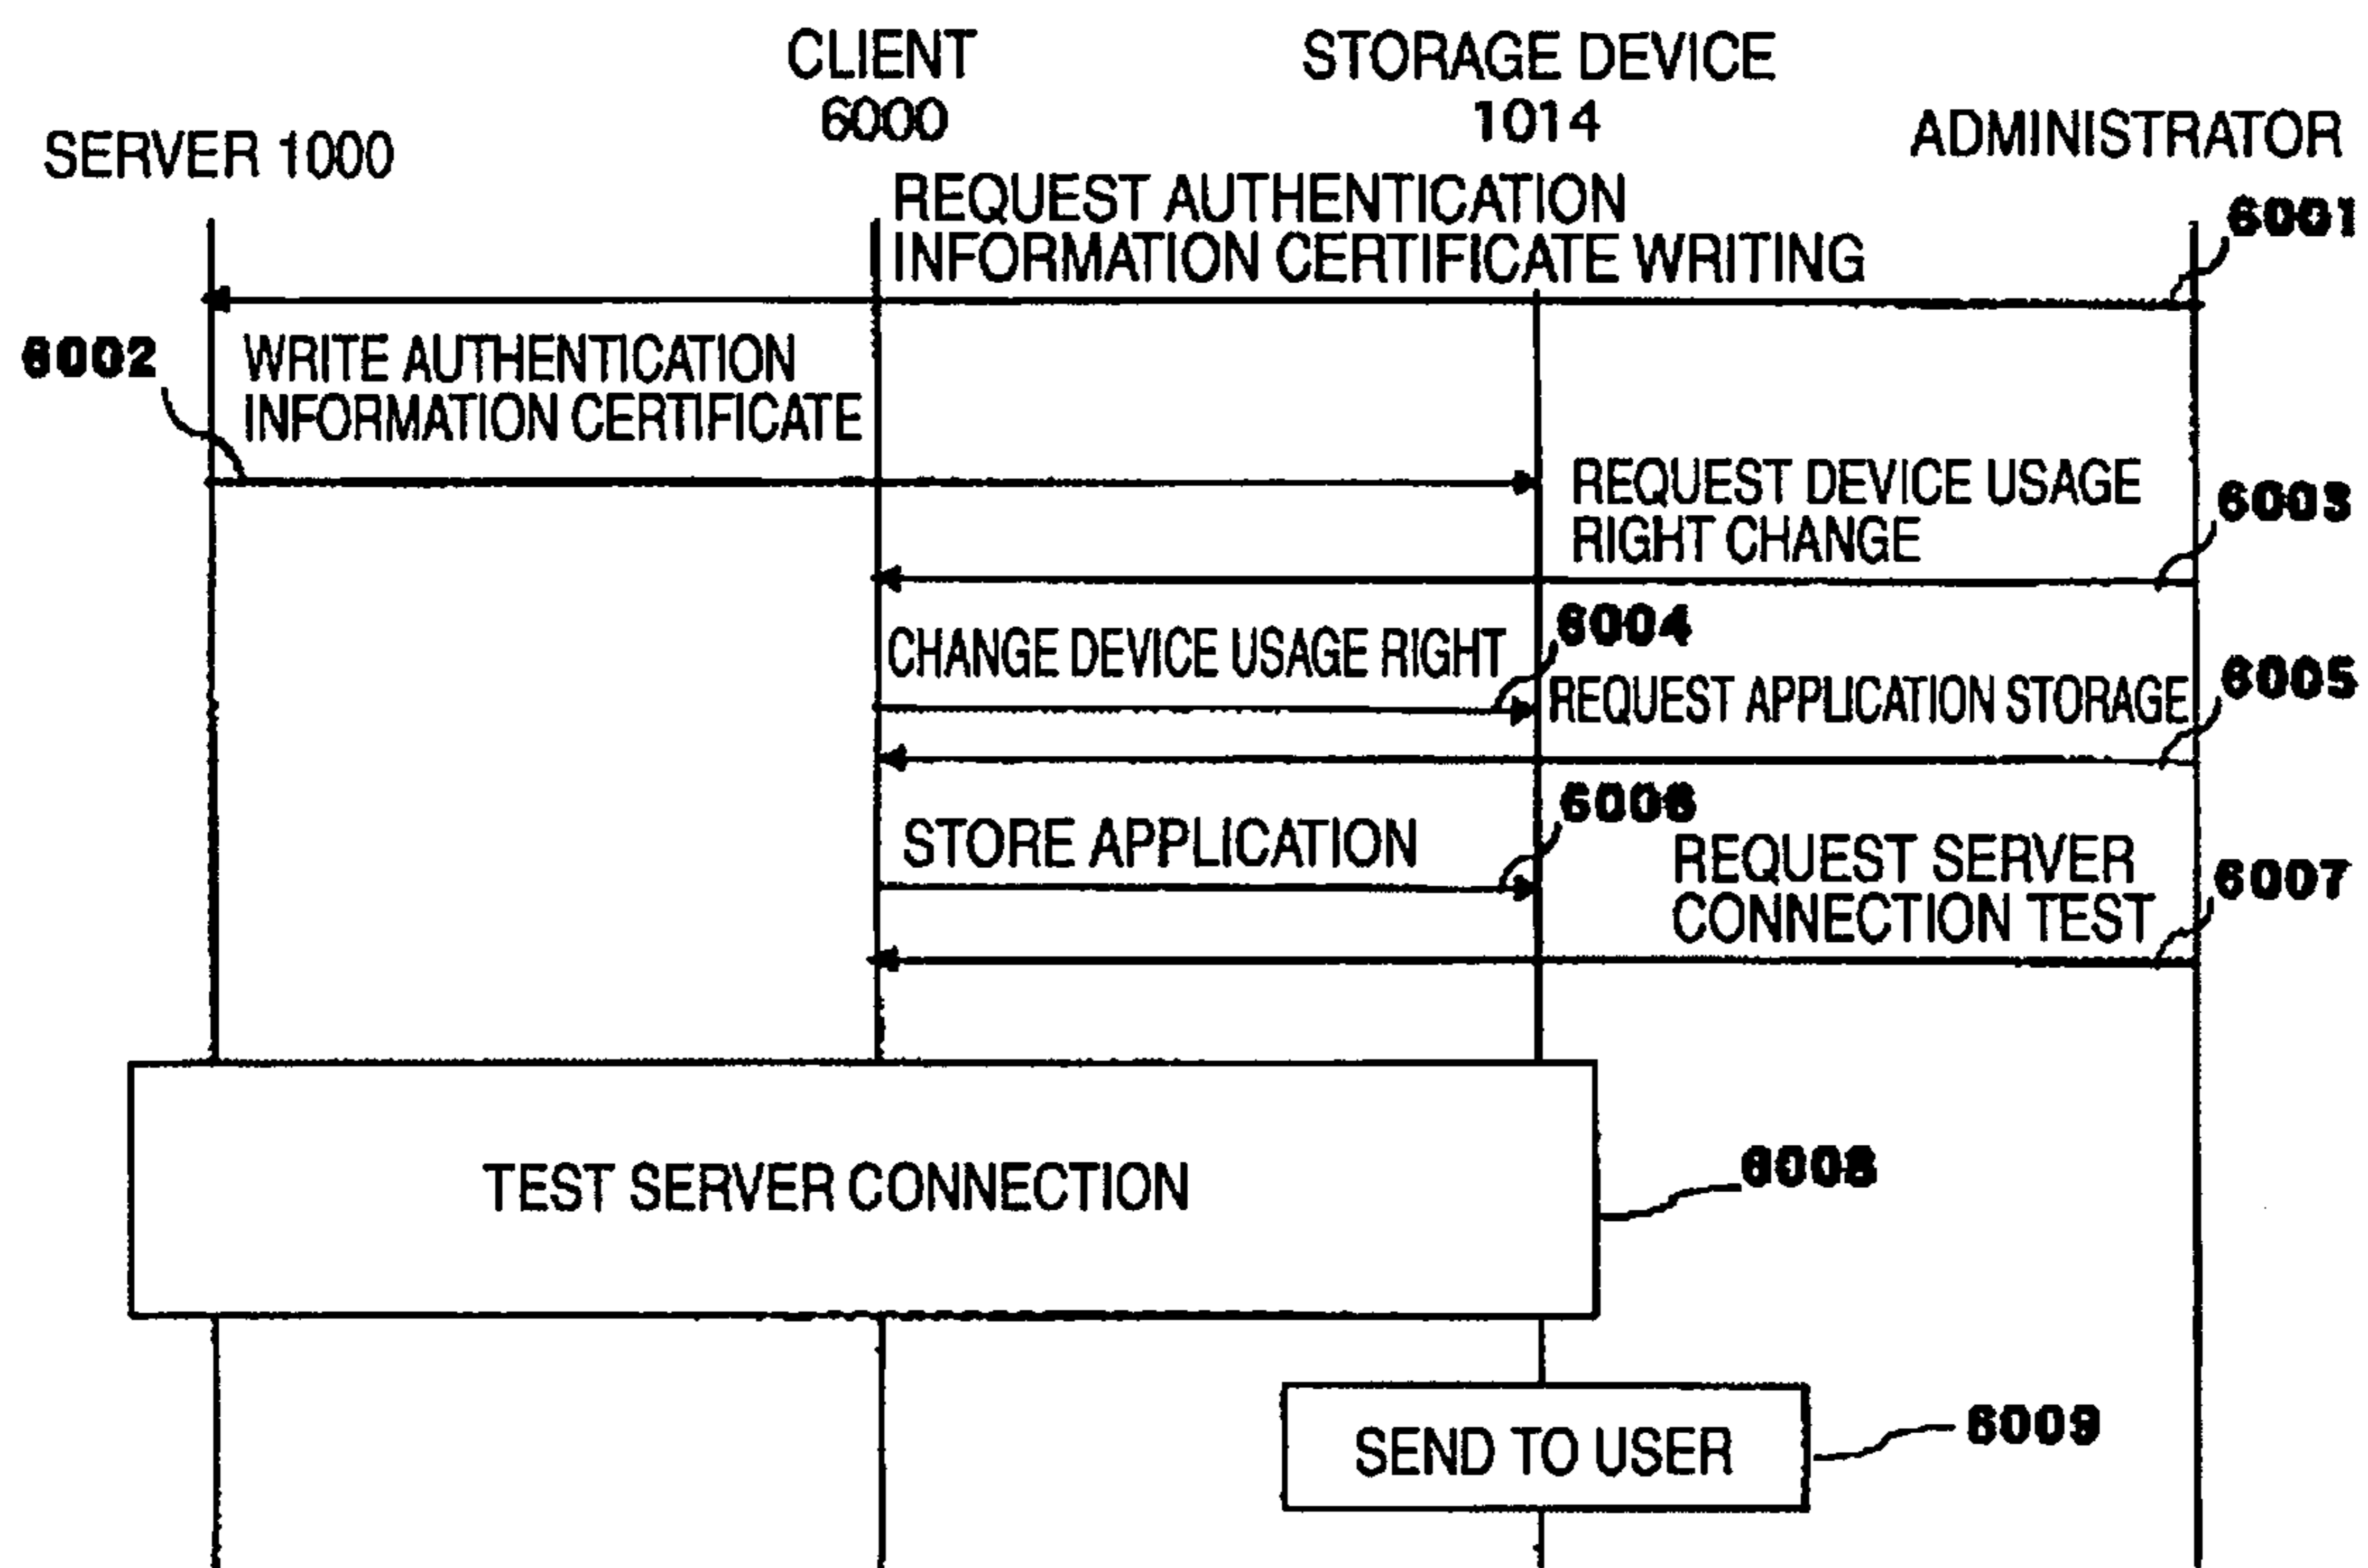 CLIENT
6000
STORAGE DEVICE
1014
SERVER 1000
ADMINISTRATOR
REQUEST AUTHENTICATION
INFORMATION CERTIFICATE WRITING
6001
6002
WRITE AUTHENTICATION
INFORMATION CERTIFICATE
REQUEST DEVICE USAGE
RIGHT CHANGE
6003
CHANGE DEVICE USAGE RIGHT
6004
REQUEST APPLICATION STORAGE
6005
STORE APPLICATION
6006
REQUEST SERVER
CONNECTION TEST
6007
TEST SERVER CONNECTION
6008
SEND TO USER
6009